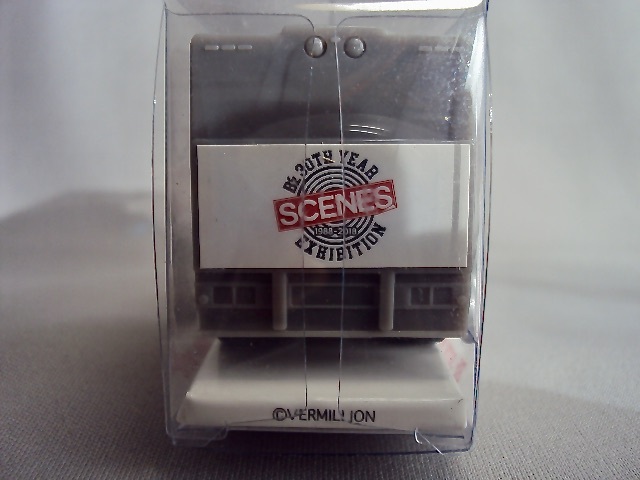 B'z 30TH YEAR
SCENES
1988-2018
EXHIBITION
©VERMILLION